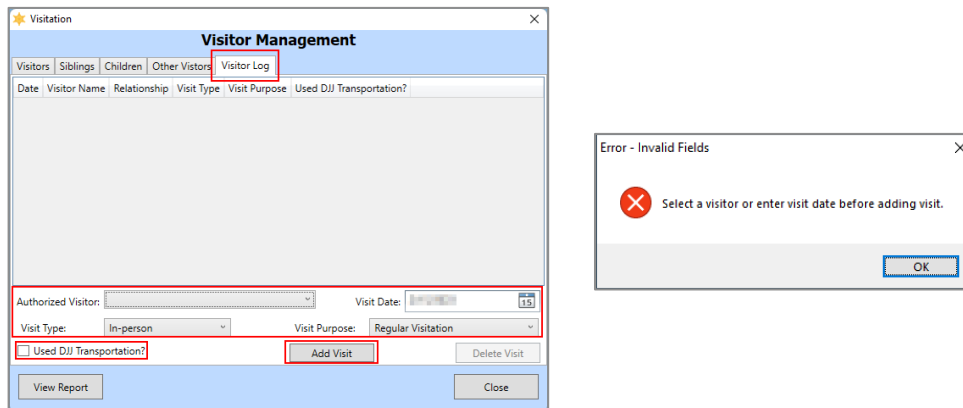 Visitation
Visitor Management
Visitors Siblings Children Other Vistors Visitor Log
Date Visitor Name Relationship Visit Type Visit Purpose Used DJJ Transportation?
Authorized Visitor: Visit Date: 15
Visit Type: In-person Visit Purpose: Regular Visitation
Used DJJ Transportation? Add Visit Delete Visit
View Report Close
Error - Invalid Fields
Select a visitor or enter visit date before adding visit.
OK